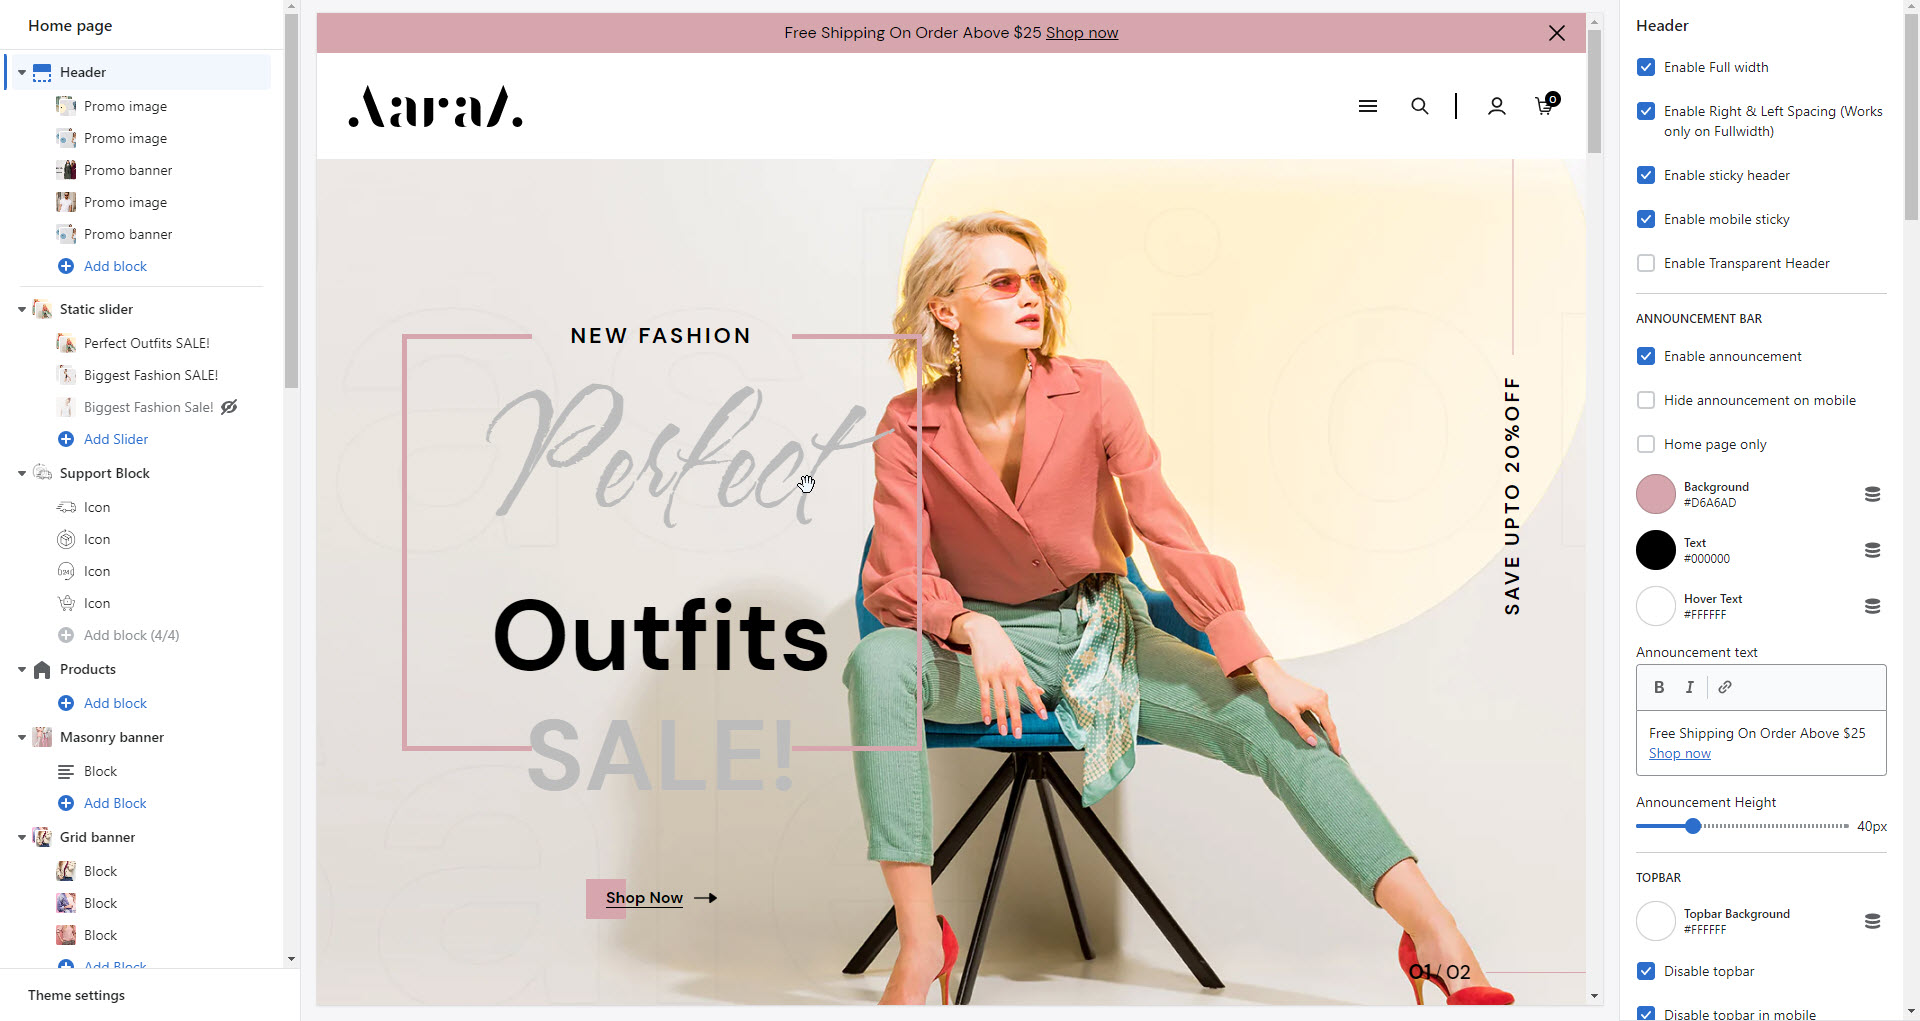 Home page
Header
Promo image
Promo image
Promo banner
Promo image
Promo banner
Add block
Static slider
Perfect Outfits SALE!
Biggest Fashion SALE!
Biggest Fashion Sale!
Add Slider
Support Block
Icon
Icon
Icon
Icon
Add block (4/4)
Products
Add block
Masonry banner
Block
Add Block
Grid banner
Block
Block
Block
Add Block
Theme settings
Free Shipping On Order Above $25 Shop now
Aaraa
0
NEW FASHION
Perfect
Outfits
SALE!
Shop Now
SAVE UPTO 20%OFF
01 / 02
Header
Enable Full width
Enable Right & Left Spacing (Works
only on Fullwidth)
Enable sticky header
Enable mobile sticky
Enable Transparent Header
ANNOUNCEMENT BAR
Enable announcement
Hide announcement on mobile
Home page only
Background
#D6A6AD
Text
#000000
Hover Text
#FFFFFF
Announcement text
B I
Free Shipping On Order Above $25
Shop now
Announcement Height
40px
TOPBAR
Topbar Background
#FFFFFF
Disable topbar
Disable topbar in mobile